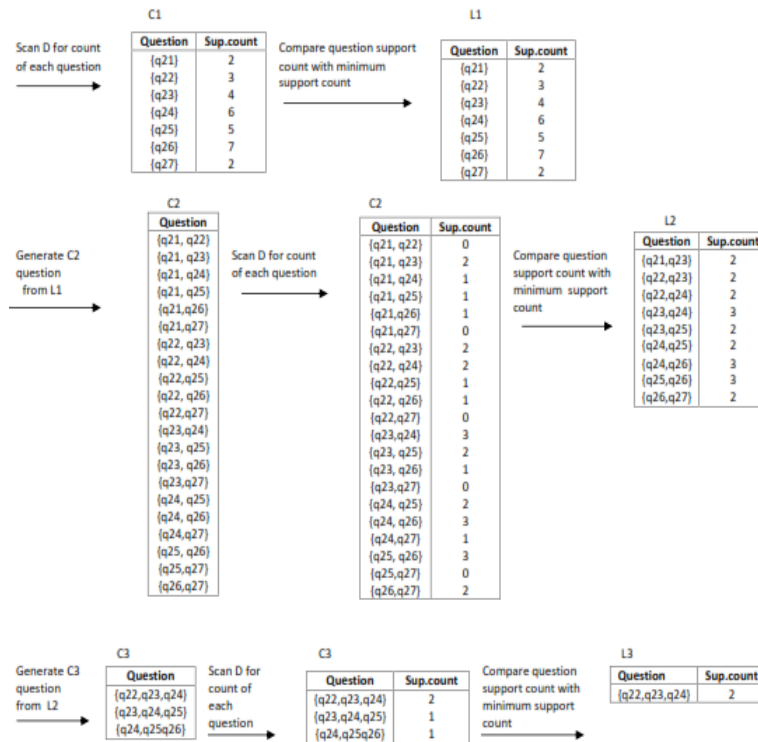 C1
Scan D for count
of each question
Question Sup.count
{q21} 2
{q22} 3
{q23} 4
{q24} 6
{q25} 5
{q26} 7
{q27} 2
Compare question support
count with minimum
support count
L1
Question Sup.count
{q21} 2
{q22} 3
{q23} 4
{q24} 6
{q25} 5
{q26} 7
{q27} 2
Generate C2
question
from L1
C2
Question
{q21, q22}
{q21, q23}
{q21, q24}
{q21, q25}
{q21,q26}
{q21,q27}
{q22, q23}
{q22, q24}
{q22,q25}
{q22, q26}
{q22,q27}
{q23,q24}
{q23, q25}
{q23, q26}
{q23,q27}
{q24, q25}
{q24, q26}
{q24,q27}
{q25, q26}
{q25,q27}
{q26,q27}
Scan D for count
of each question
C2
Question Sup.count
{q21, q22} 0
{q21, q23} 2
{q21, q24} 1
{q21, q25} 1
{q21,q26} 1
{q21,q27} 0
{q22, q23} 2
{q22, q24} 2
{q22,q25} 1
{q22, q26} 1
{q22,q27} 0
{q23,q24} 3
{q23, q25} 2
{q23, q26} 1
{q23,q27} 0
{q24, q25} 2
{q24, q26} 3
{q24,q27} 1
{q25, q26} 3
{q25,q27} 0
{q26,q27} 2
Compare question
support count with
minimum support
count
L2
Question Sup.count
{q21,q23} 2
{q22,q23} 2
{q22,q24} 2
{q23,q24} 3
{q23,q25} 2
{q24,q25} 2
{q24,q26} 3
{q25,q26} 3
{q26,q27} 2
Generate C3
question
from L2
C3
Question
{q22,q23,q24}
{q23,q24,q25}
{q24,q25q26}
Scan D for
count of
each
question
C3
Question Sup.count
{q22,q23,q24} 2
{q23,q24,q25} 1
{q24,q25q26} 1
Compare question
support count with
minimum support
count
L3
Question Sup.count
{q22,q23,q24} 2